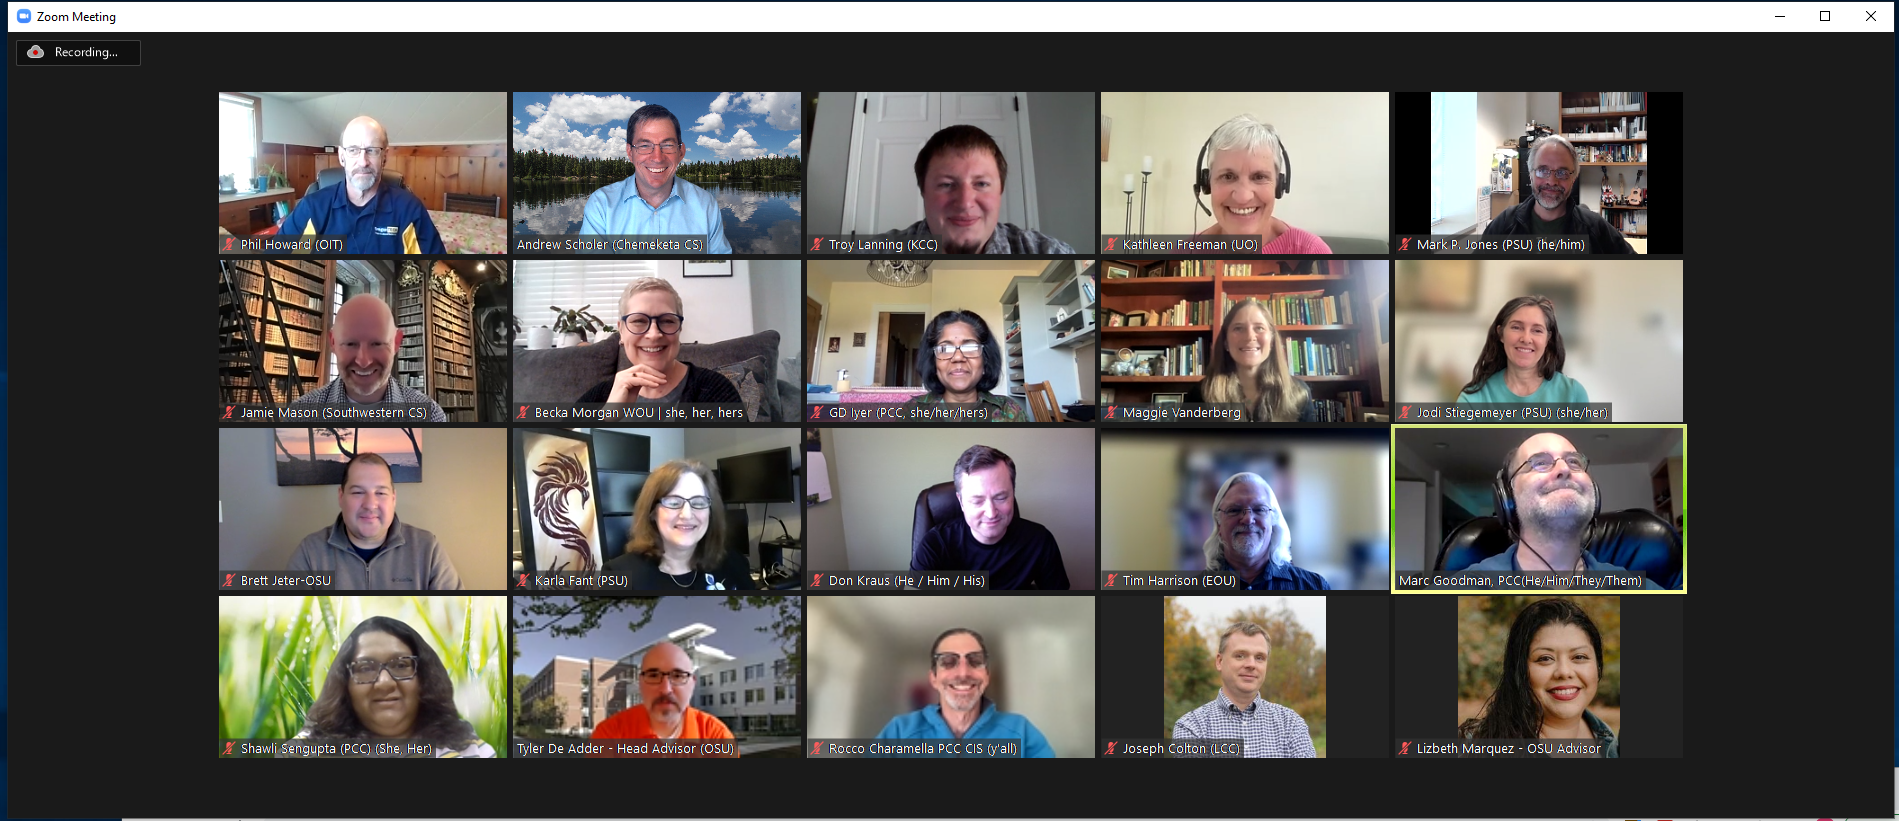 Zoom Meeting
Recording...
Phil Howard (OIT)
Andrew Scholer (Chemeketa CS)
Troy Lanning (KCC)
Kathleen Freeman (UO)
Mark P. Jones (PSU) (he/him)
Jamie Mason (Southwestern CS)
Becka Morgan WOU | she, her, hers
GD Iyer (PCC, she/her/hers)
Maggie Vanderberg
Jodi Stiegemeyer (PSU) (she/her)
Brett Jeter-OSU
Karla Fant (PSU)
Don Kraus (He / Him / His)
Tim Harrison (EOU)
Marc Goodman, PCC(He/Him/They/Them)
Shawli Sengupta (PCC) (She, Her)
Tyler De Adder - Head Advisor (OSU)
Rocco Charamella PCC CIS (y'all)
Joseph Colton (LCC)
Lizbeth Marquez - OSU Advisor